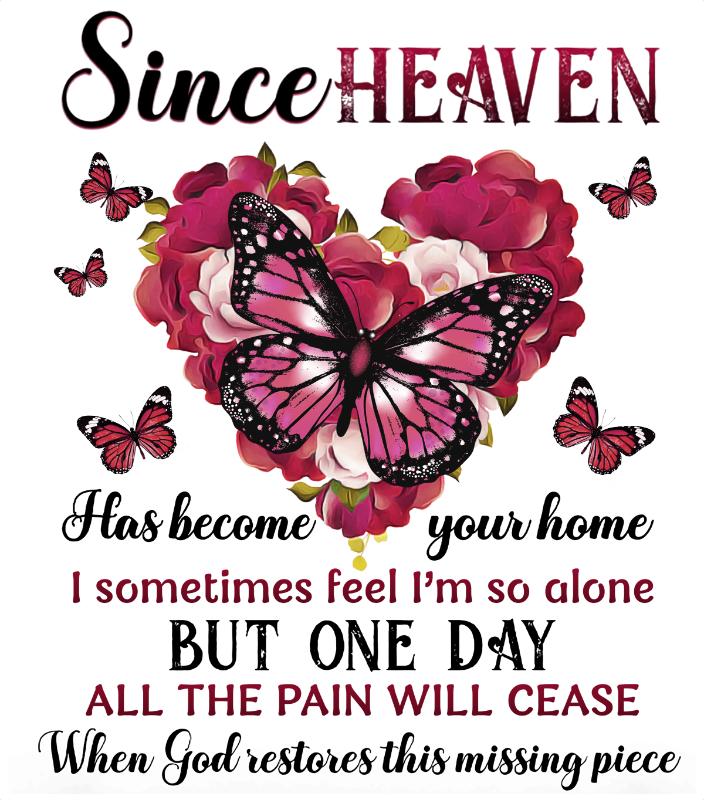 Since HEAVEN
Has become your home
I sometimes feel I'm so alone
BUT ONE DAY
ALL THE PAIN WILL CEASE
When God restores this missing piece